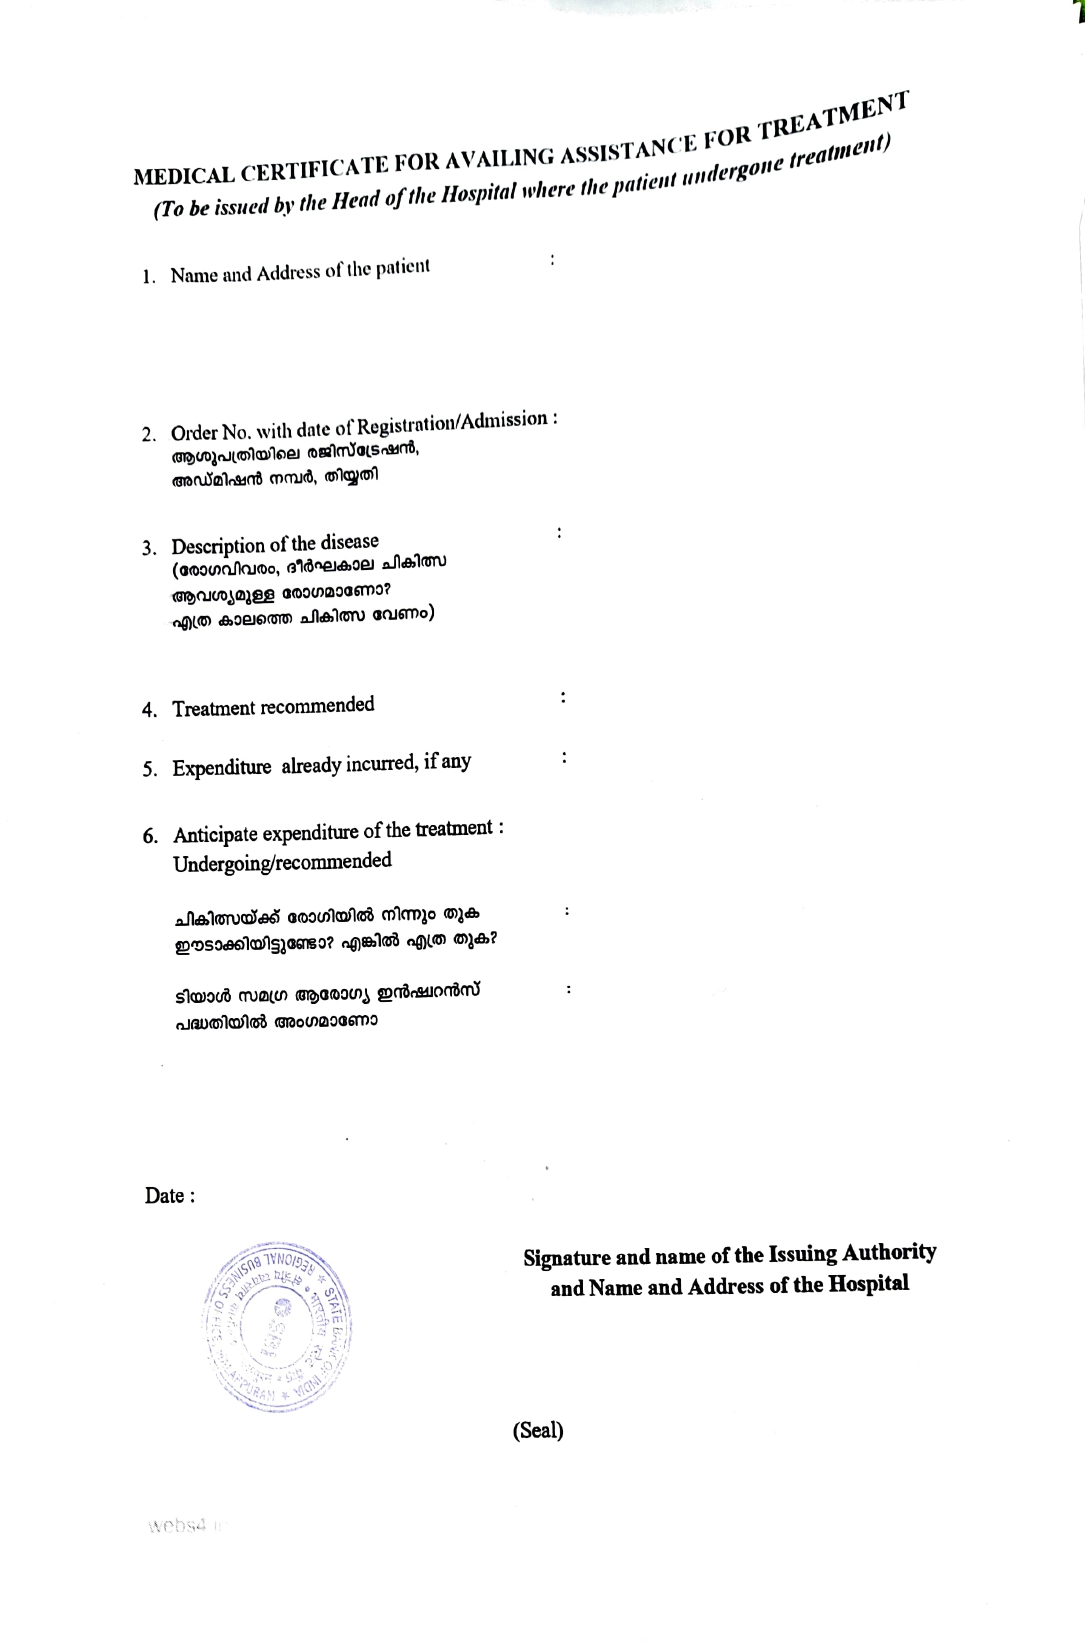 MEDICAL CERTIFICATE FOR AVAILING ASSISTANCE FOR TREATMENT
(To be issued by the Head of the Hospital where the patient undergone treatment)
1. Name and Address of the patient :
2. Order No. with date of Registration/Admission :
ആശുപത്രിയിലെ രജിസ്ട്രേഷൻ,
അഡ്മിഷൻ നമ്പർ, തിയ്യതി
3. Description of the disease :
(രോഗവിവരം, ദീർഘകാല ചികിത്സ
ആവശ്യമുള്ള രോഗമാണോ?
എത്ര കാലത്തെ ചികിത്സ വേണം)
4. Treatment recommended :
5. Expenditure already incurred, if any :
6. Anticipate expenditure of the treatment :
Undergoing/recommended
ചികിത്സയ്ക്ക് രോഗിയിൽ നിന്നും തുക :
ഈടാക്കിയിട്ടുണ്ടോ? എങ്കിൽ എത്ര തുക?
ടിയാൾ സമഗ്ര ആരോഗ്യ ഇൻഷുറൻസ് :
പദ്ധതിയിൽ അംഗമാണോ
Date :
Signature and name of the Issuing Authority
and Name and Address of the Hospital
STATE BANK OF INDIA
REGIONAL BUSINESS OFFICE, MALAPPURAM
भारतीय स्टेट बैंक
SBI
(Seal)
webs4